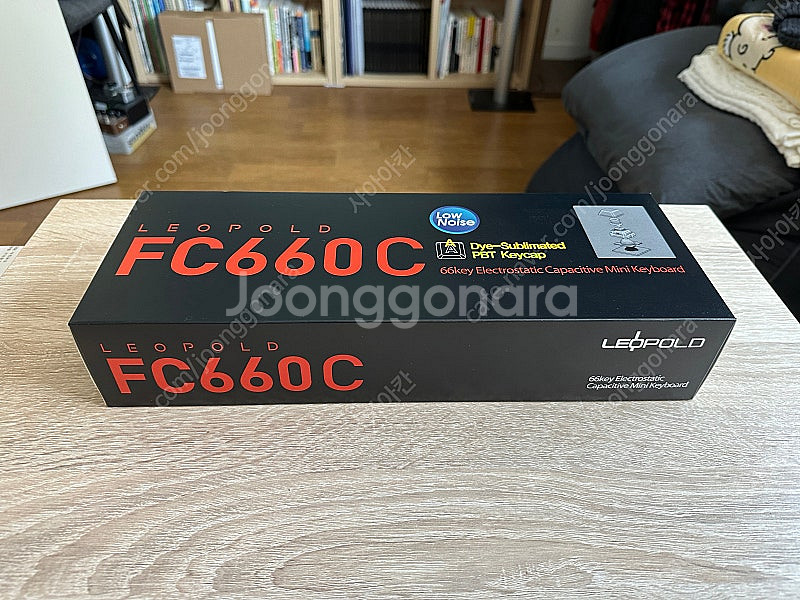 LEOPOLD
FC660C
Low
Noise
Dye-Sublimated
PBT Keycap
66key Electrostatic Capacitive Mini Keyboard
Joonggonara
LEOPOLD
FC660C
LEOPOLD
66key Electrostatic
Capacitive Mini Keyboard